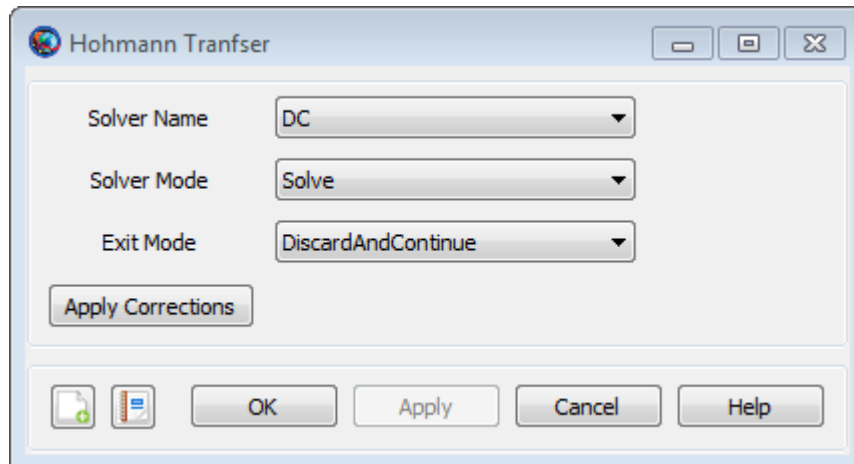 Hohmann Tranfser
Solver Name DC
Solver Mode Solve
Exit Mode DiscardAndContinue
Apply Corrections
OK Apply Cancel Help